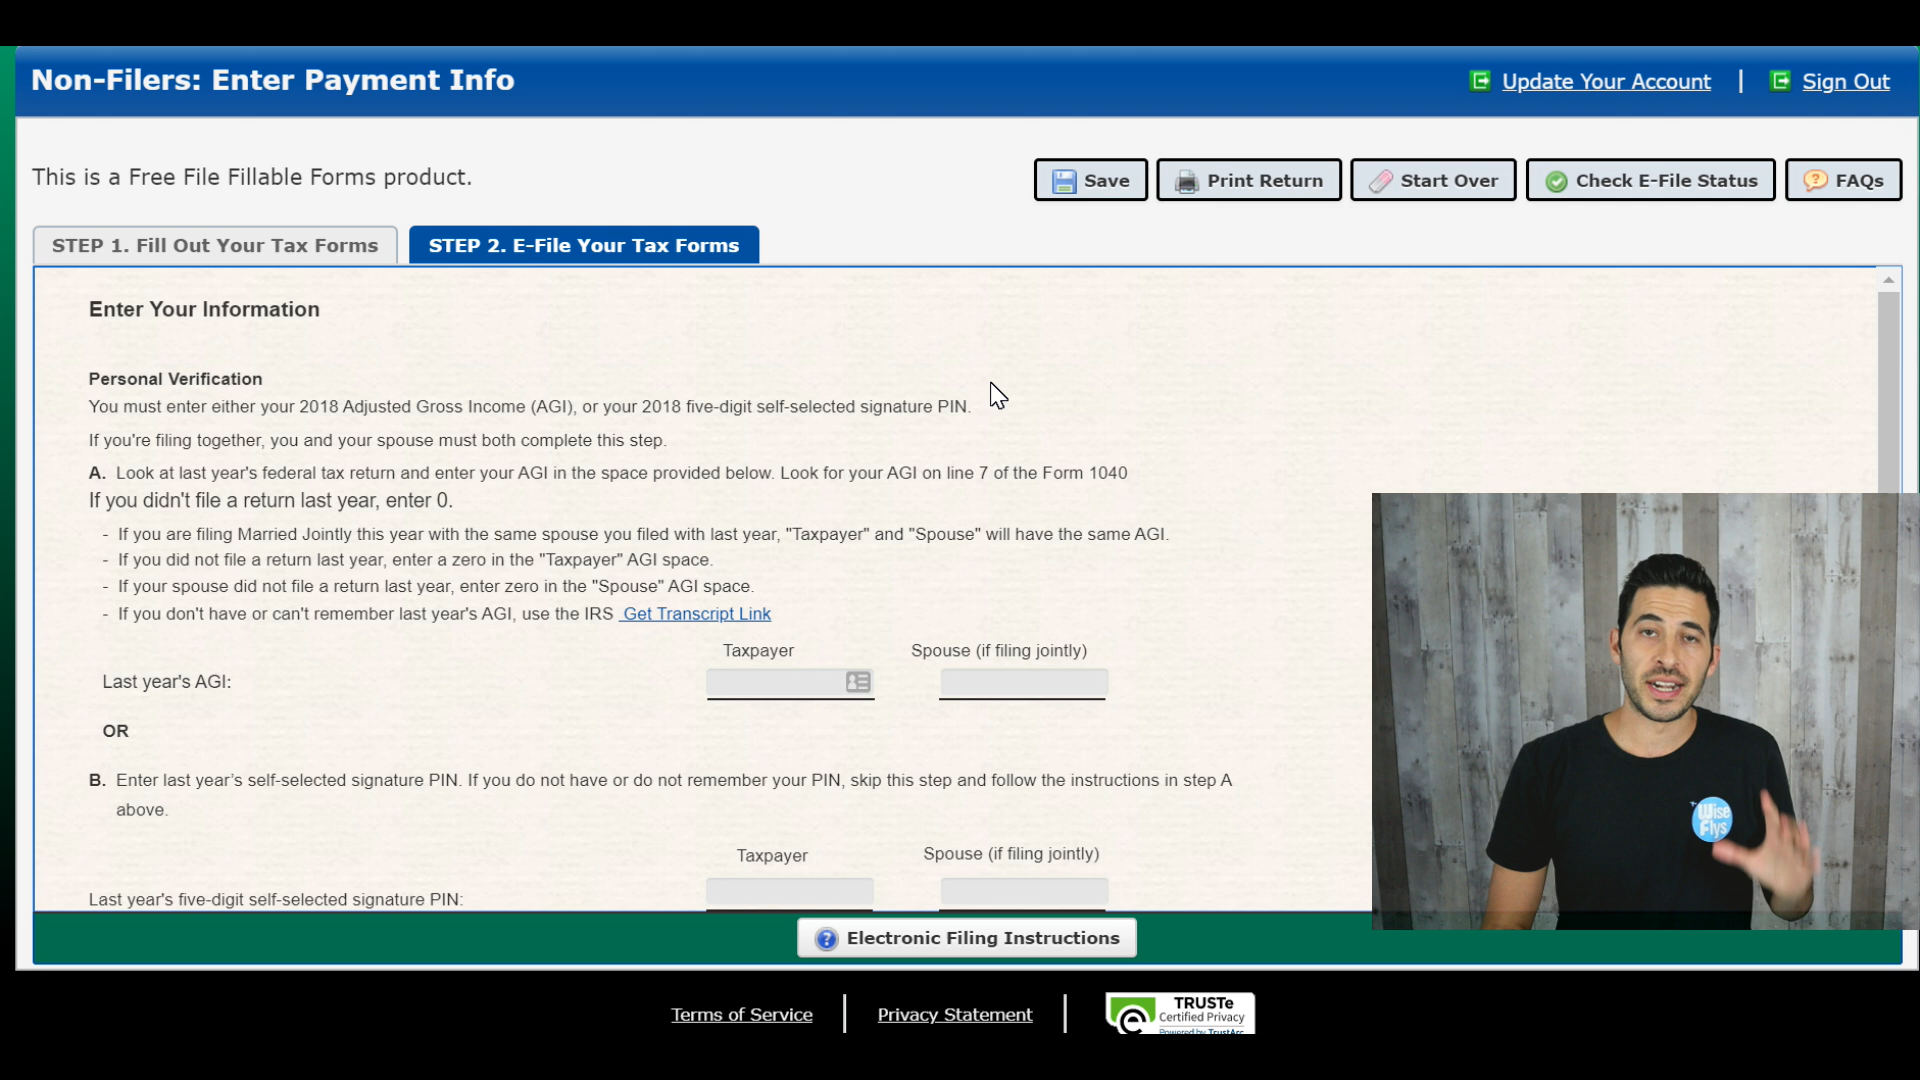 Non-Filers: Enter Payment Info
Update Your Account | Sign Out
This is a Free File Fillable Forms product.
Save
Print Return
Start Over
Check E-File Status
FAQs
STEP 1. Fill Out Your Tax Forms
STEP 2. E-File Your Tax Forms
Enter Your Information
Personal Verification
You must enter either your 2018 Adjusted Gross Income (AGI), or your 2018 five-digit self-selected signature PIN.
If you're filing together, you and your spouse must both complete this step.
A. Look at last year's federal tax return and enter your AGI in the space provided below. Look for your AGI on line 7 of the Form 1040
If you didn't file a return last year, enter 0.
- If you are filing Married Jointly this year with the same spouse you filed with last year, "Taxpayer" and "Spouse" will have the same AGI.
- If you did not file a return last year, enter a zero in the "Taxpayer" AGI space.
- If your spouse did not file a return last year, enter zero in the "Spouse" AGI space.
- If you don't have or can't remember last year's AGI, use the IRS Get Transcript Link
Taxpayer Spouse (if filing jointly)
Last year's AGI:
OR
B. Enter last year's self-selected signature PIN. If you do not have or do not remember your PIN, skip this step and follow the instructions in step A
above.
Taxpayer Spouse (if filing jointly)
Last year's five-digit self-selected signature PIN:
Wise
Flys
Electronic Filing Instructions
Terms of Service | Privacy Statement |
TRUSTe
Certified Privacy
Powered by TrustArc